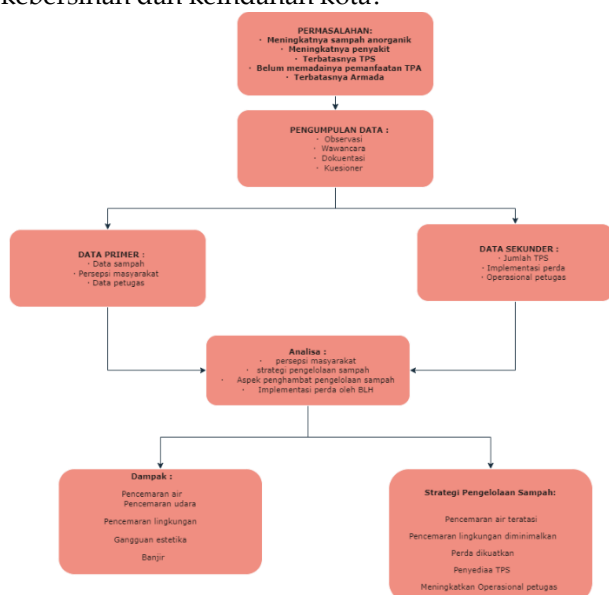 kebersihan dan keindahan kota?
PERMASALAHAN:
· Meningkatnya sampah anorganik
· Meningkatnya penyakit
· Terbatasnya TPS
· Belum memadainya pemanfaatan TPA
· Terbatasnya Armada
PENGUMPULAN DATA :
· Observasi
· Wawancara
· Dokuentasi
· Kuesioner
DATA PRIMER :
· Data sampah
· Persepsi masyarakat
· Data petugas
DATA SEKUNDER :
· Jumlah TPS
· Implementasi perda
· Operasional petugas
Analisa :
· persepsi masyarakat
· strategi pengelolaan sampah
· Aspek penghambat pengelolaan sampah
· Implementasi perda oleh BLH
Dampak :
Pencemaran air
Pencemaran udara
Pencemaran lingkungan
Gangguan estetika
Banjir
Strategi Pengelolaan Sampah:
Pencemaran air teratasi
Pencemaran lingkungan diminimalkan
Perda dikuatkan
Penyediaa TPS
Meningkatkan Operasional petugas